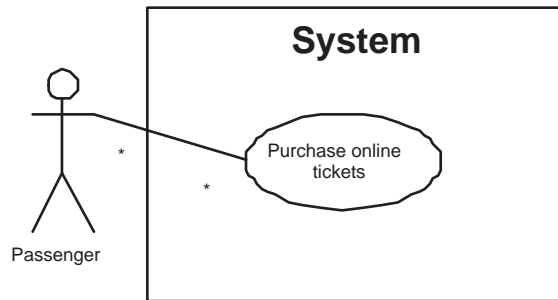 System
Purchase online
tickets
*
*
Passenger